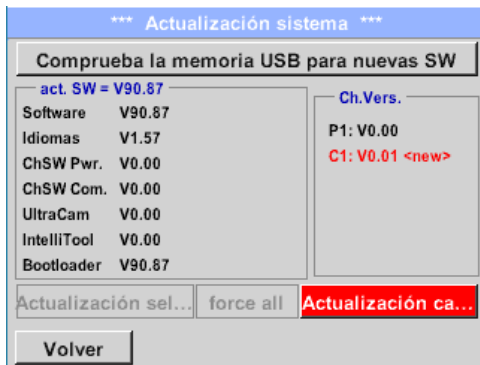 *** Actualización sistema ***
Comprueba la memoria USB para nuevas SW
act. SW = V90.87
Software V90.87
Idiomas V1.57
ChSW Pwr. V0.00
ChSW Com. V0.00
UltraCam V0.00
IntelliTool V0.00
Bootloader V90.87
Ch.Vers.
P1: V0.00
C1: V0.01 <new>
Actualización sel... force all Actualización ca...
Volver